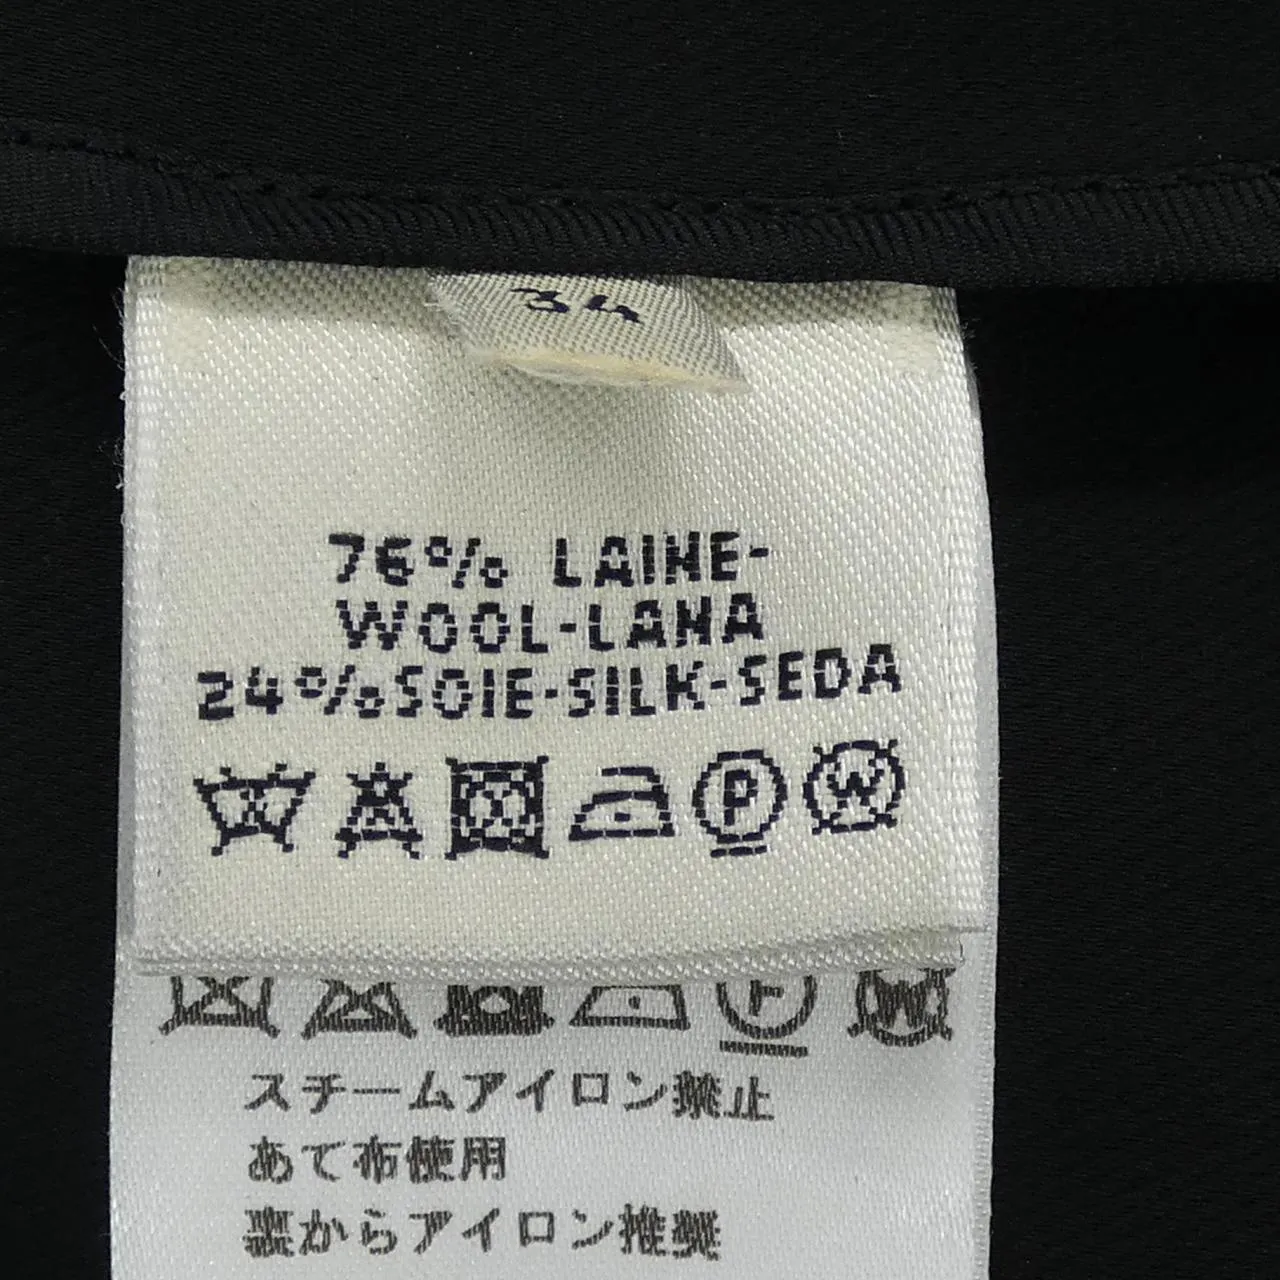 34
76% LAINE-
WOOL-LANA
24%SOIE-SILK-SEDA
P W
W
スチームアイロン禁止
あて布使用
裏からアイロン推奨